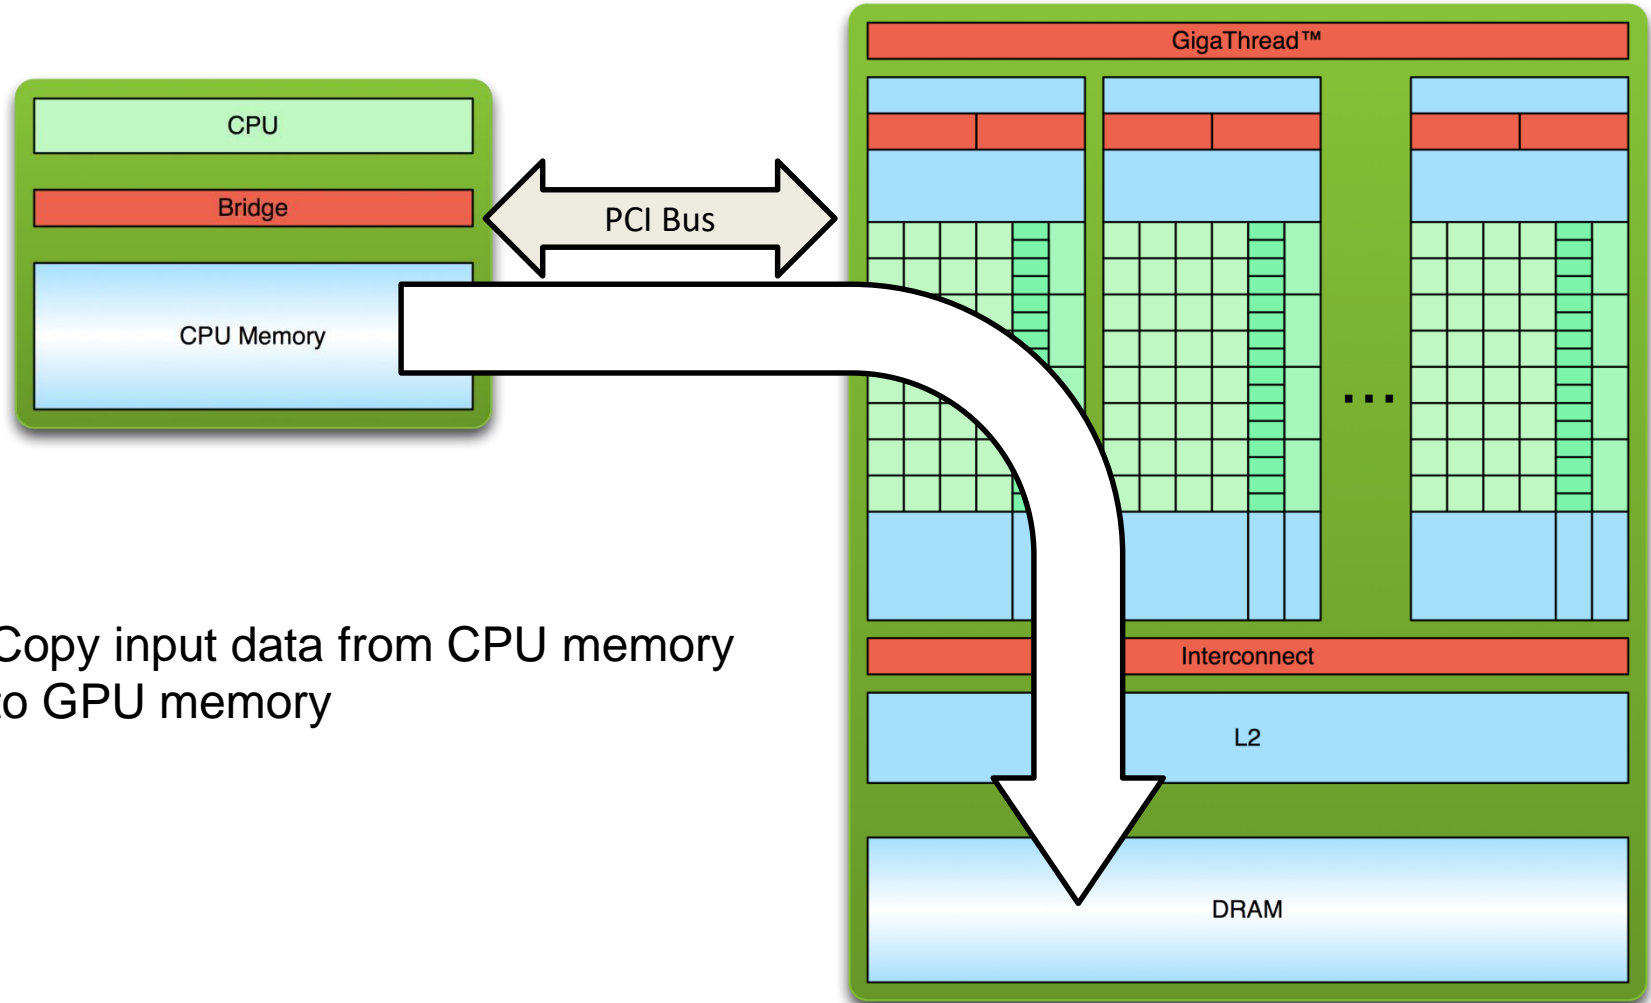 GigaThread™
CPU
Bridge
PCI Bus
CPU Memory
...
Copy input data from CPU memory
to GPU memory
Interconnect
L2
DRAM